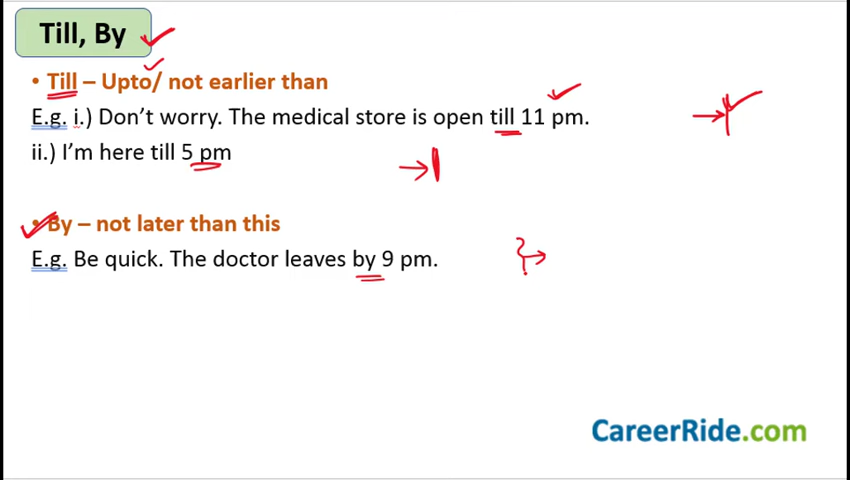 Till, By
• Till – Upto/ not earlier than
E.g. i.) Don't worry. The medical store is open till 11 pm.
ii.) I'm here till 5 pm
• By – not later than this
E.g. Be quick. The doctor leaves by 9 pm.
CareerRide.com